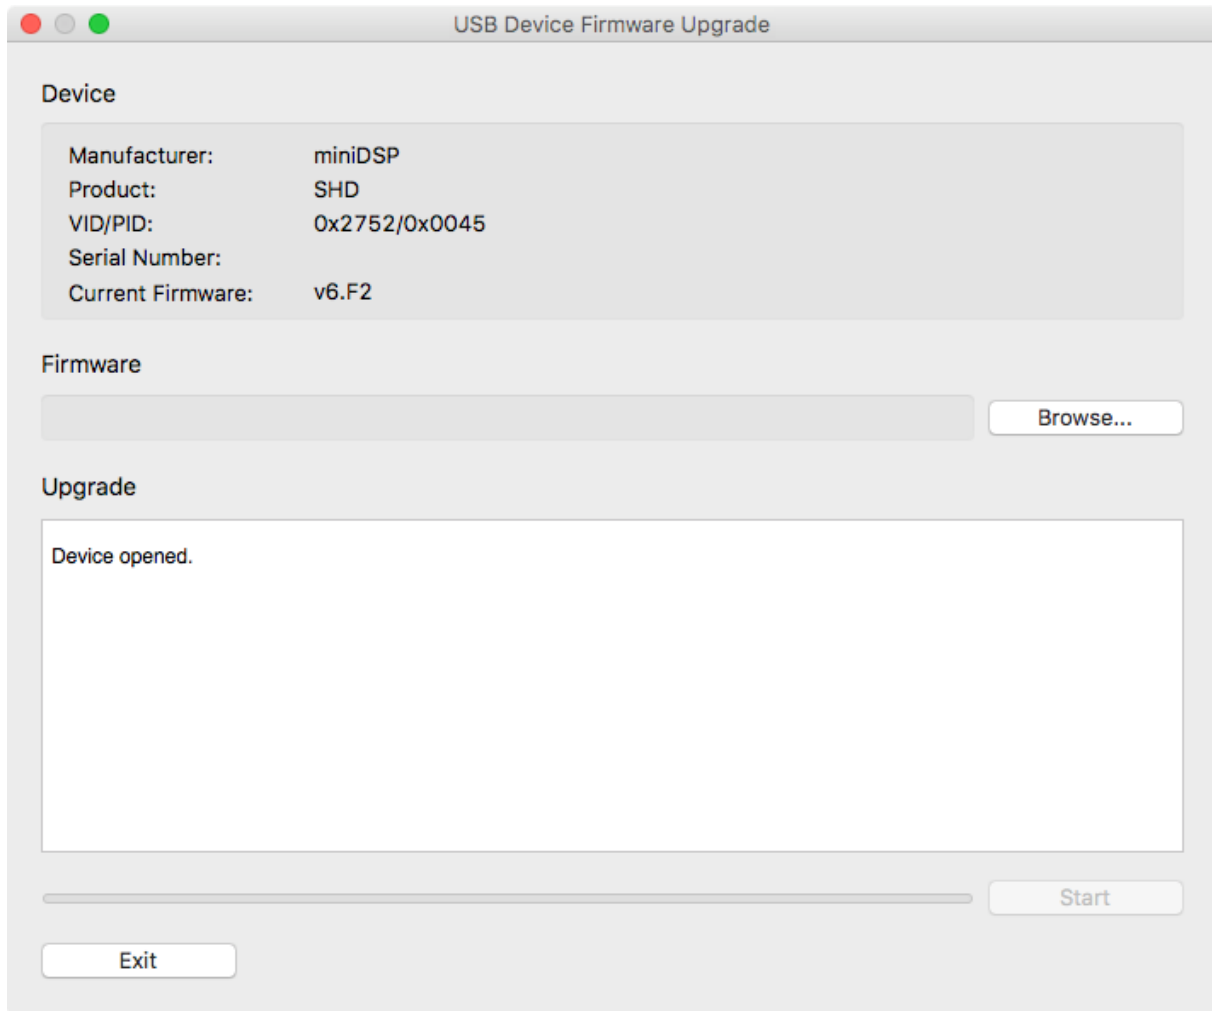 USB Device Firmware Upgrade
Device
Manufacturer: miniDSP
Product: SHD
VID/PID: 0x2752/0x0045
Serial Number:
Current Firmware: v6.F2
Firmware
Browse...
Upgrade
Device opened.
Start
Exit